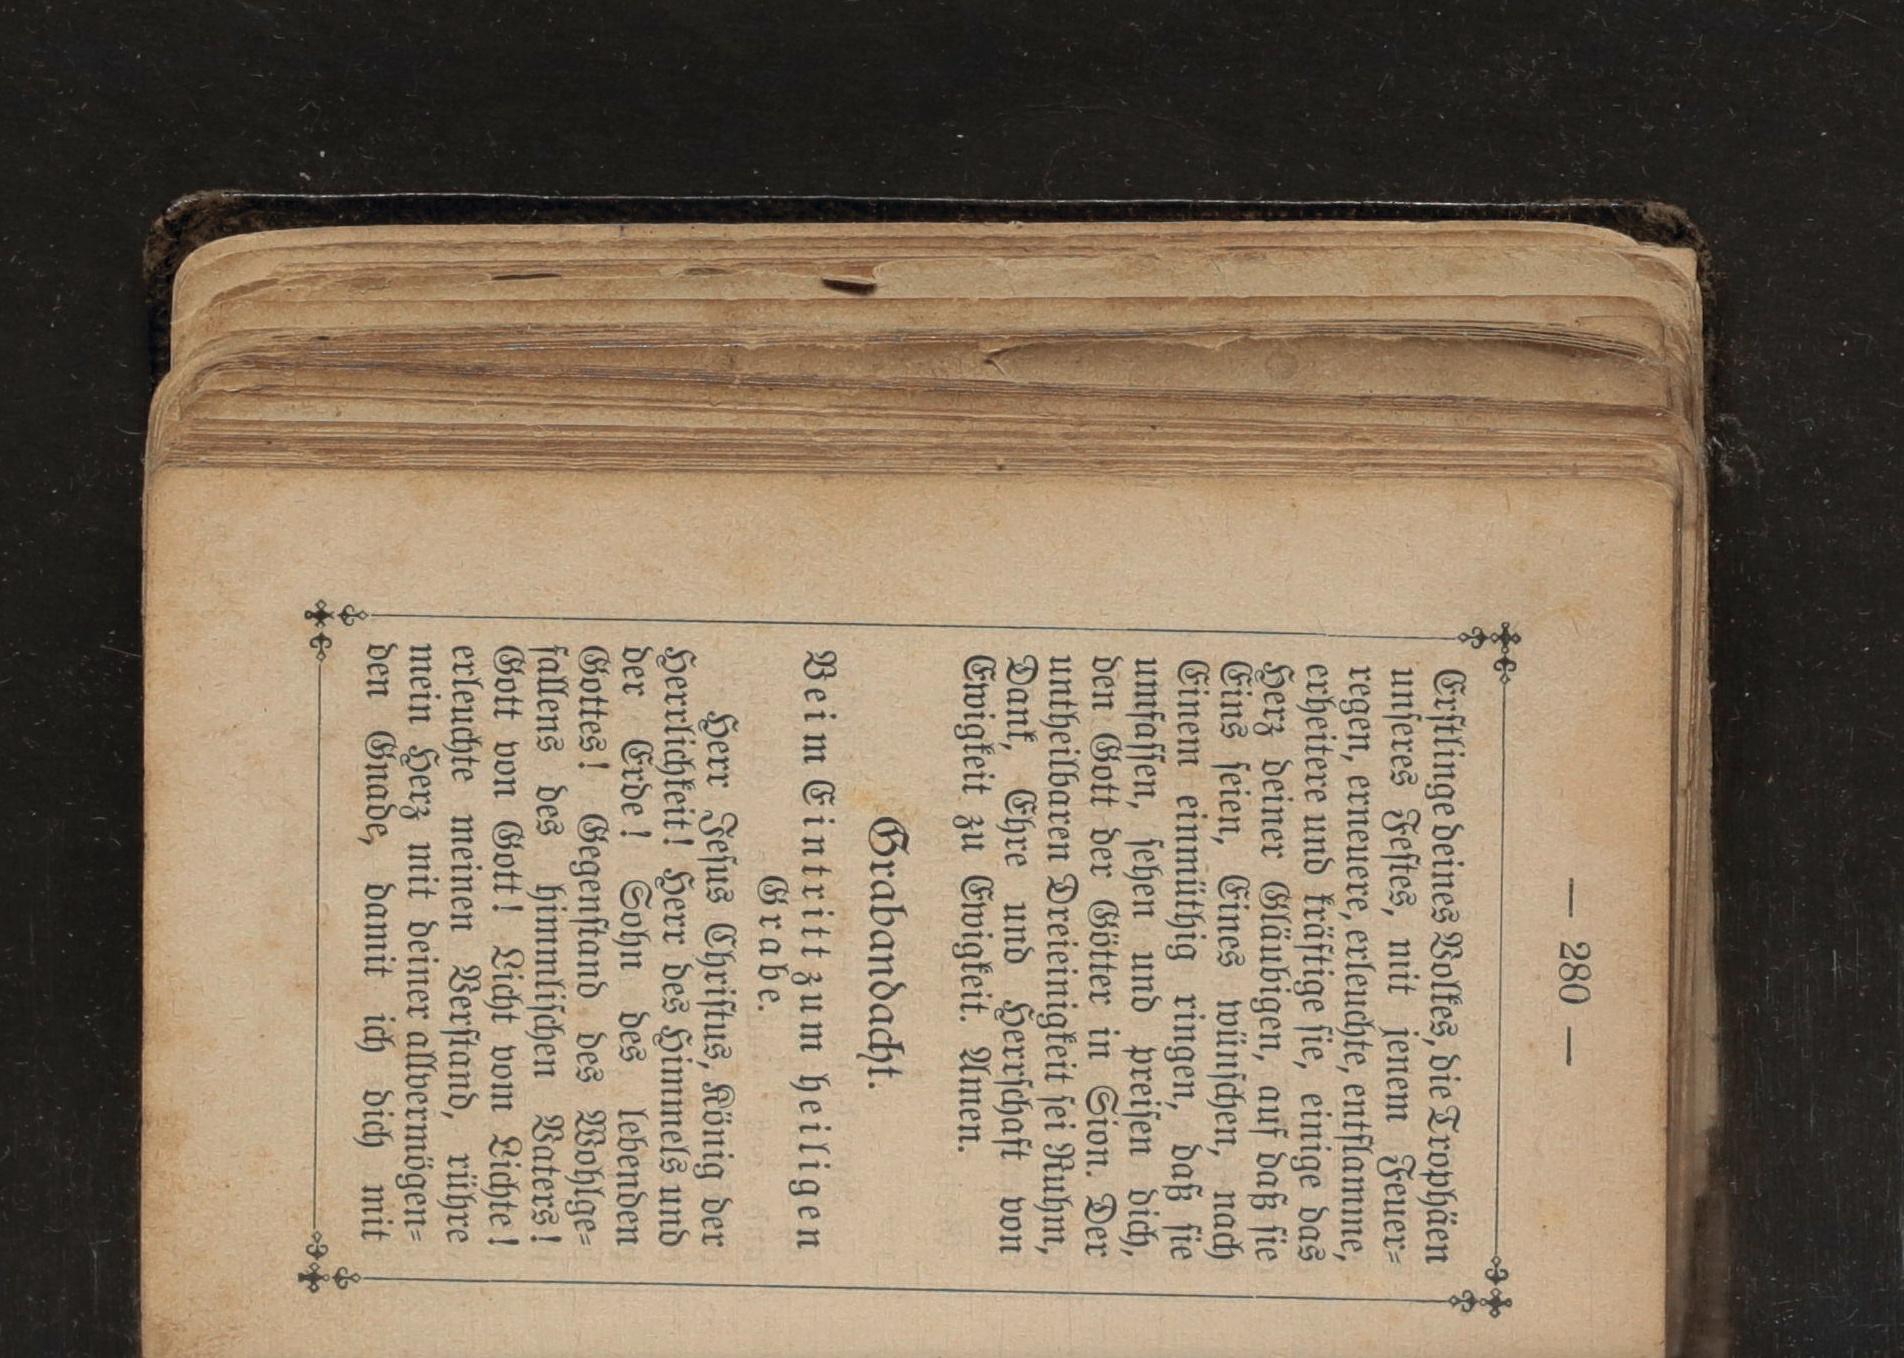 — 280 —
Erstlinge deines Volkes, die Trophäen
unseres Festes, mit jenem Feuer-
regen, erneuere, erleuchte, entflamme,
erheitere und kräftige sie, einige das
Herz deiner Gläubigen, auf daß sie
Eins seien, Eines wünschen, nach
Einem einmüthig ringen, daß sie
umfassen, sehen und preisen dich,
den Gott der Götter in Sion. Der
untheilbaren Dreieinigkeit sei Ruhm,
Dank, Ehre und Herrschaft von
Ewigkeit zu Ewigkeit. Amen.
Grabandacht.
Beim Eintritt zum heiligen
Grabe.
Herr Jesus Christus, König der
Herrlichkeit! Herr des Himmels und
der Erde! Sohn des lebenden
Gottes! Gegenstand des Wohlge-
fallens des himmlischen Vaters!
Gott von Gott! Licht vom Lichte!
erleuchte meinen Verstand, rühre
mein Herz mit deiner allvermögen-
den Gnade, damit ich dich mit